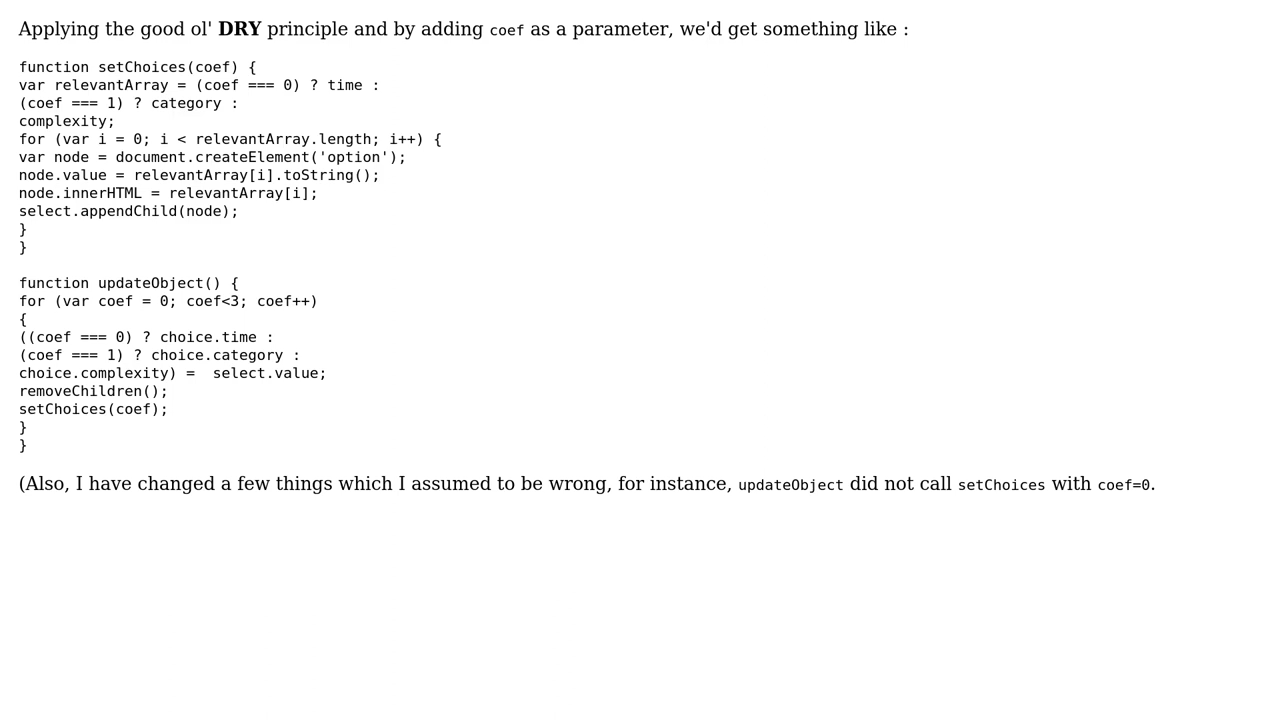 Applying the good ol' DRY principle and by adding coef as a parameter, we'd get something like :
function setChoices(coef) {
var relevantArray = (coef === 0) ? time :
(coef === 1) ? category :
complexity;
for (var i = 0; i < relevantArray.length; i++) {
var node = document.createElement('option');
node.value = relevantArray[i].toString();
node.innerHTML = relevantArray[i];
select.appendChild(node);
}
}
function updateObject() {
for (var coef = 0; coef<3; coef++)
{
((coef === 0) ? choice.time :
(coef === 1) ? choice.category :
choice.complexity) =  select.value;
removeChildren();
setChoices(coef);
}
}
(Also, I have changed a few things which I assumed to be wrong, for instance, updateObject did not call setChoices with coef=0.